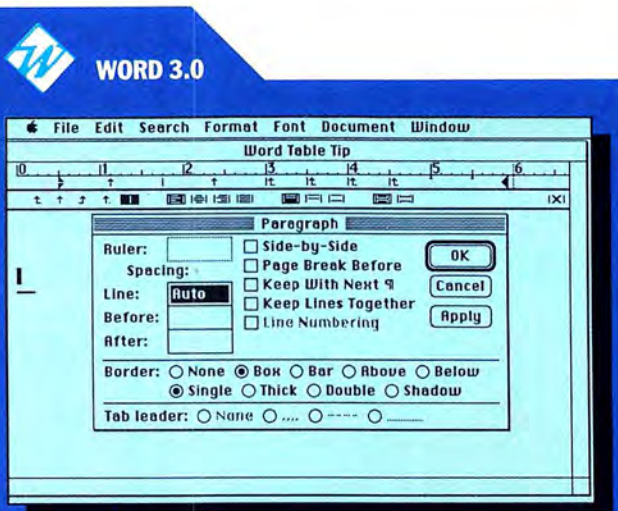 WORD 3.0
File Edit Search Format Font Document Window
Word Table Tip
0 1 2 3 4 5 6
Paragraph
Ruler:
Spacing:
Line: Auto
Before:
After:
Side-by-Side
Page Break Before
Keep With Next ¶
Keep Lines Together
Line Numbering
OK
Cancel
Apply
Border: None Box Bar Above Below
Single Thick Double Shadow
Tab leader: None .... ----- ____